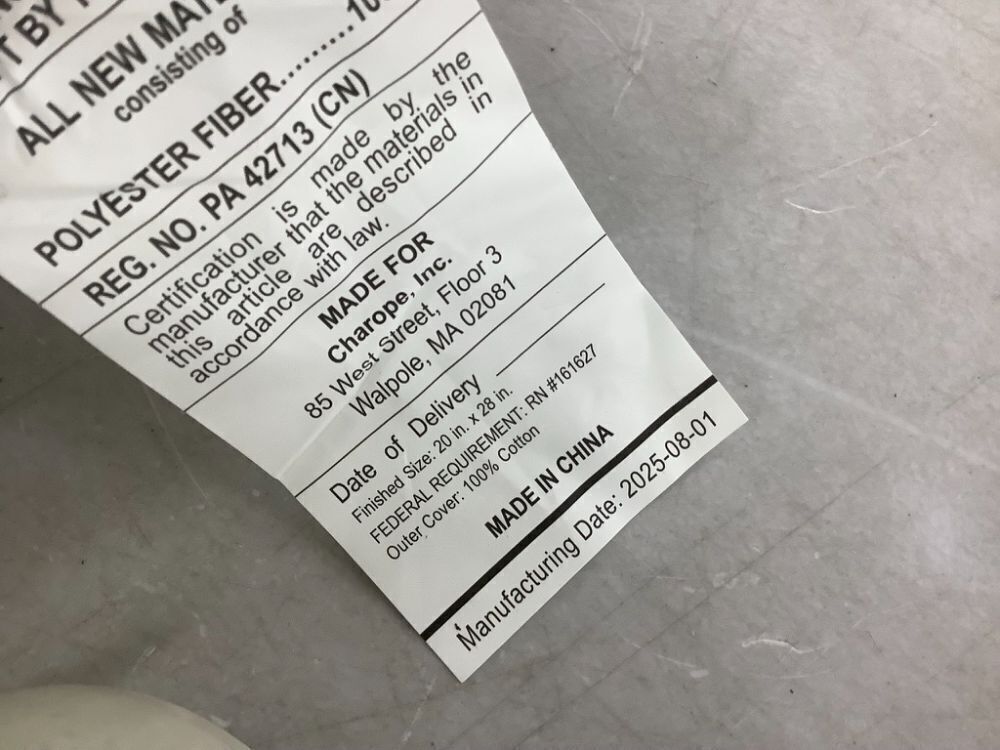 T BY
ALL NEW MAT
consisting of
POLYESTER FIBER..........10
REG. NO. PA 42713 (CN)
Certification is made by the
manufacturer that the materials in
this article are described in
accordance with law.
MADE FOR
Charope, Inc.
85 West Street, Floor 3
Walpole, MA 02081
Date of Delivery
Finished Size: 20 in. x 28 in.
FEDERAL REQUIREMENT: RN #161627
Outer Cover: 100% Cotton
MADE IN CHINA
Manufacturing Date: 2025-08-01